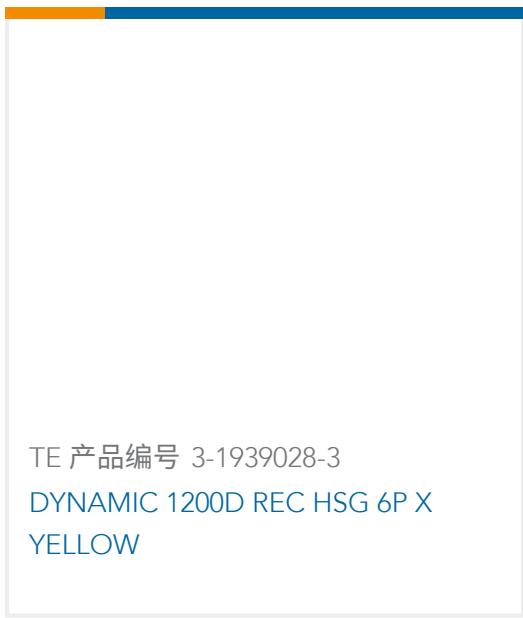 TE 产品编号 3-1939028-3
DYNAMIC 1200D REC HSG 6P X
YELLOW